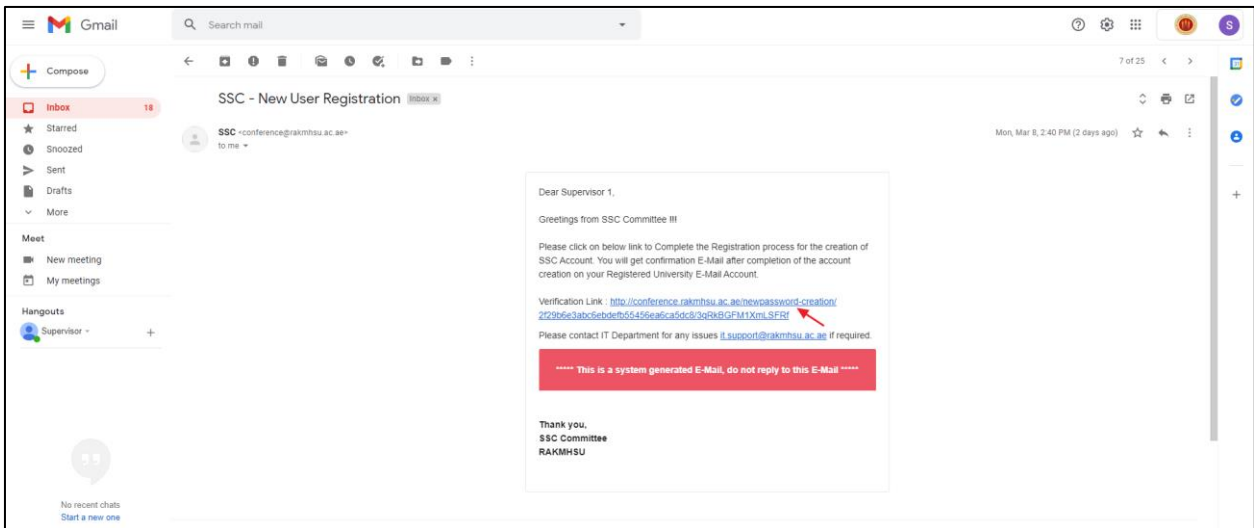 Gmail
Search mail
S
Compose
7 of 25
Inbox 18
Starred
Snoozed
Sent
Drafts
More
Meet
New meeting
My meetings
Hangouts
Supervisor
No recent chats
Start a new one
SSC - New User Registration Inbox x
SSC <conference@rakmhsu.ac.ae> Mon, Mar 8, 2:40 PM (2 days ago)
to me
Dear Supervisor 1,
Greetings from SSC Committee !!!!
Please click on below link to Complete the Registration process for the creation of
SSC Account. You will get confirmation E-Mail after completion of the account
creation on your Registered University E-Mail Account.
Verification Link : http://conference.rakmhsu.ac.ae/newpassword-creation/
2f29b6e3abc6ebdefb55456ea6ca5dc8/3qRkBGFM1XmLSFRf
Please contact IT Department for any issues it.support@rakmhsu.ac.ae if required.
***** This is a system generated E-Mail, do not reply to this E-Mail *****
Thank you,
SSC Committee
RAKMHSU